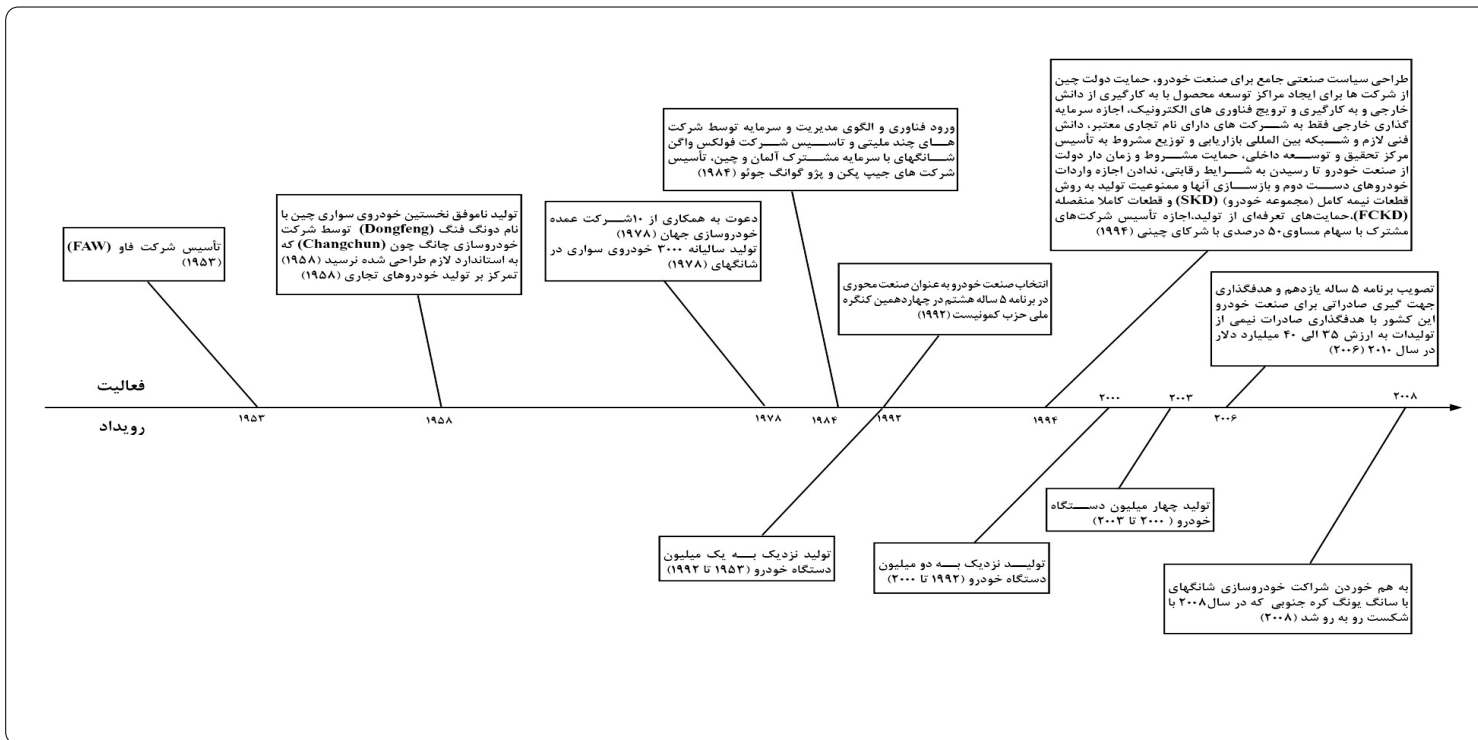 طراحی سیاست صنعتی جامع برای صنعت خودرو، حمایت دولت چین
از شرکت ها برای ایجاد مراکز توسعه محصول با به کارگیری از دانش
خارجی و به کارگیری و ترویج فناوری های الکترونیک، اجازه سرمایه
گذاری خارجی فقط به شرکت های دارای نام تجاری معتبر، دانش
فنی لازم و شبکه بین المللی بازاریابی و توزیع مشروط به تأسیس
مرکز تحقیق و توسعه داخلی، حمایت مشروط و زمان دار دولت
از صنعت خودرو تا رسیدن به شرایط رقابتی، ندادن اجازه واردات
خودروهای دست دوم و بازسازی آنها و ممنوعیت تولید به روش
قطعات نیمه کامل (مجموعه خودرو) (SKD) و قطعات کاملا منفصله
(FCKD)، حمایت‌های تعرفه‌ای از تولید،اجازه تأسیس شرکت‌های
مشترک با سهام مساوی۵۰ درصدی با شرکای چینی (۱۹۹۴)
ورود فناوری و الگوی مدیریت و سرمایه توسط شرکت
های چند ملیتی و تاسیس شرکت فولکس واگن
شانگهای با سرمایه مشترک آلمان و چین، تأسیس
شرکت های جیپ پکن و پژو گوانگ جوئو (۱۹۸۴)
دعوت به همکاری از ۱۰شرکت عمده
خودروسازی جهان (۱۹۷۸)
تولید سالیانه ۳۰۰۰ خودروی سواری در
شانگهای (۱۹۷۸)
تولید ناموفق نخستین خودروی سواری چین با
نام دونگ فنگ (Dongfeng) توسط شرکت
خودروسازی چانگ چون (Changchun) که
به استاندارد لازم طراحی شده نرسید (۱۹۵۸)
تمرکز بر تولید خودروهای تجاری (۱۹۵۸)
تأسیس شرکت فاو (FAW)
(۱۹۵۳)
انتخاب صنعت خودرو به عنوان صنعت محوری
در برنامه ۵ ساله هشتم در چهاردهمین کنگره
ملی حزب کمونیست (۱۹۹۲)
تصویب برنامه ۵ ساله یازدهم و هدفگذاری
جهت گیری صادراتی برای صنعت خودرو
این کشور با هدفگذاری صادرات نیمی از
تولیدات به ارزش ۳۵ الی ۴۰ میلیارد دلار
در سال ۲۰۱۰ (۲۰۰۶)
فعالیت
رویداد
۱۹۵۳
۱۹۵۸
۱۹۷۸
۱۹۸۴
۱۹۹۲
۱۹۹۴
۲۰۰۰
۲۰۰۳
۲۰۰۶
۲۰۰۸
تولید نزدیک به یک میلیون
دستگاه خودرو (۱۹۵۳ تا ۱۹۹۲)
تولید نزدیک به دو میلیون
دستگاه خودرو (۱۹۹۲ تا ۲۰۰۰)
تولید چهار میلیون دستگاه
خودرو ( ۲۰۰۰ تا ۲۰۰۳)
به هم خوردن شراکت خودروسازی شانگهای
با سانگ یونگ کره جنوبی که در سال۲۰۰۸ با
شکست رو به رو شد (۲۰۰۸)